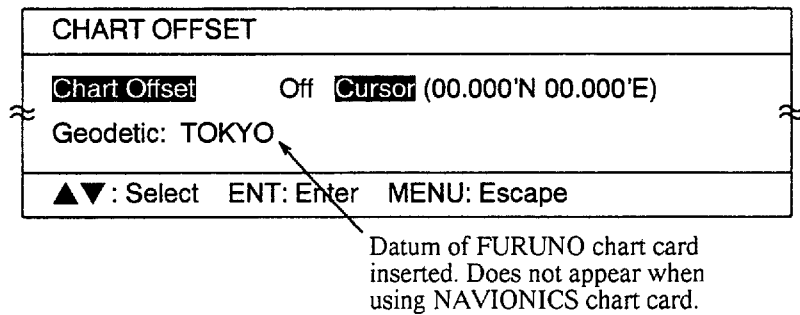 CHART OFFSET
Chart Offset Off Cursor (00.000'N 00.000'E)
Geodetic: TOKYO
▲▼: Select ENT: Enter MENU: Escape
Datum of FURUNO chart card
inserted. Does not appear when
using NAVIONICS chart card.